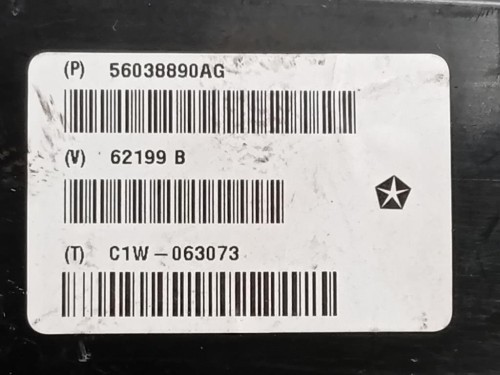 (P) 56038890AG
(V) 62199 B
(T) C1W-063073